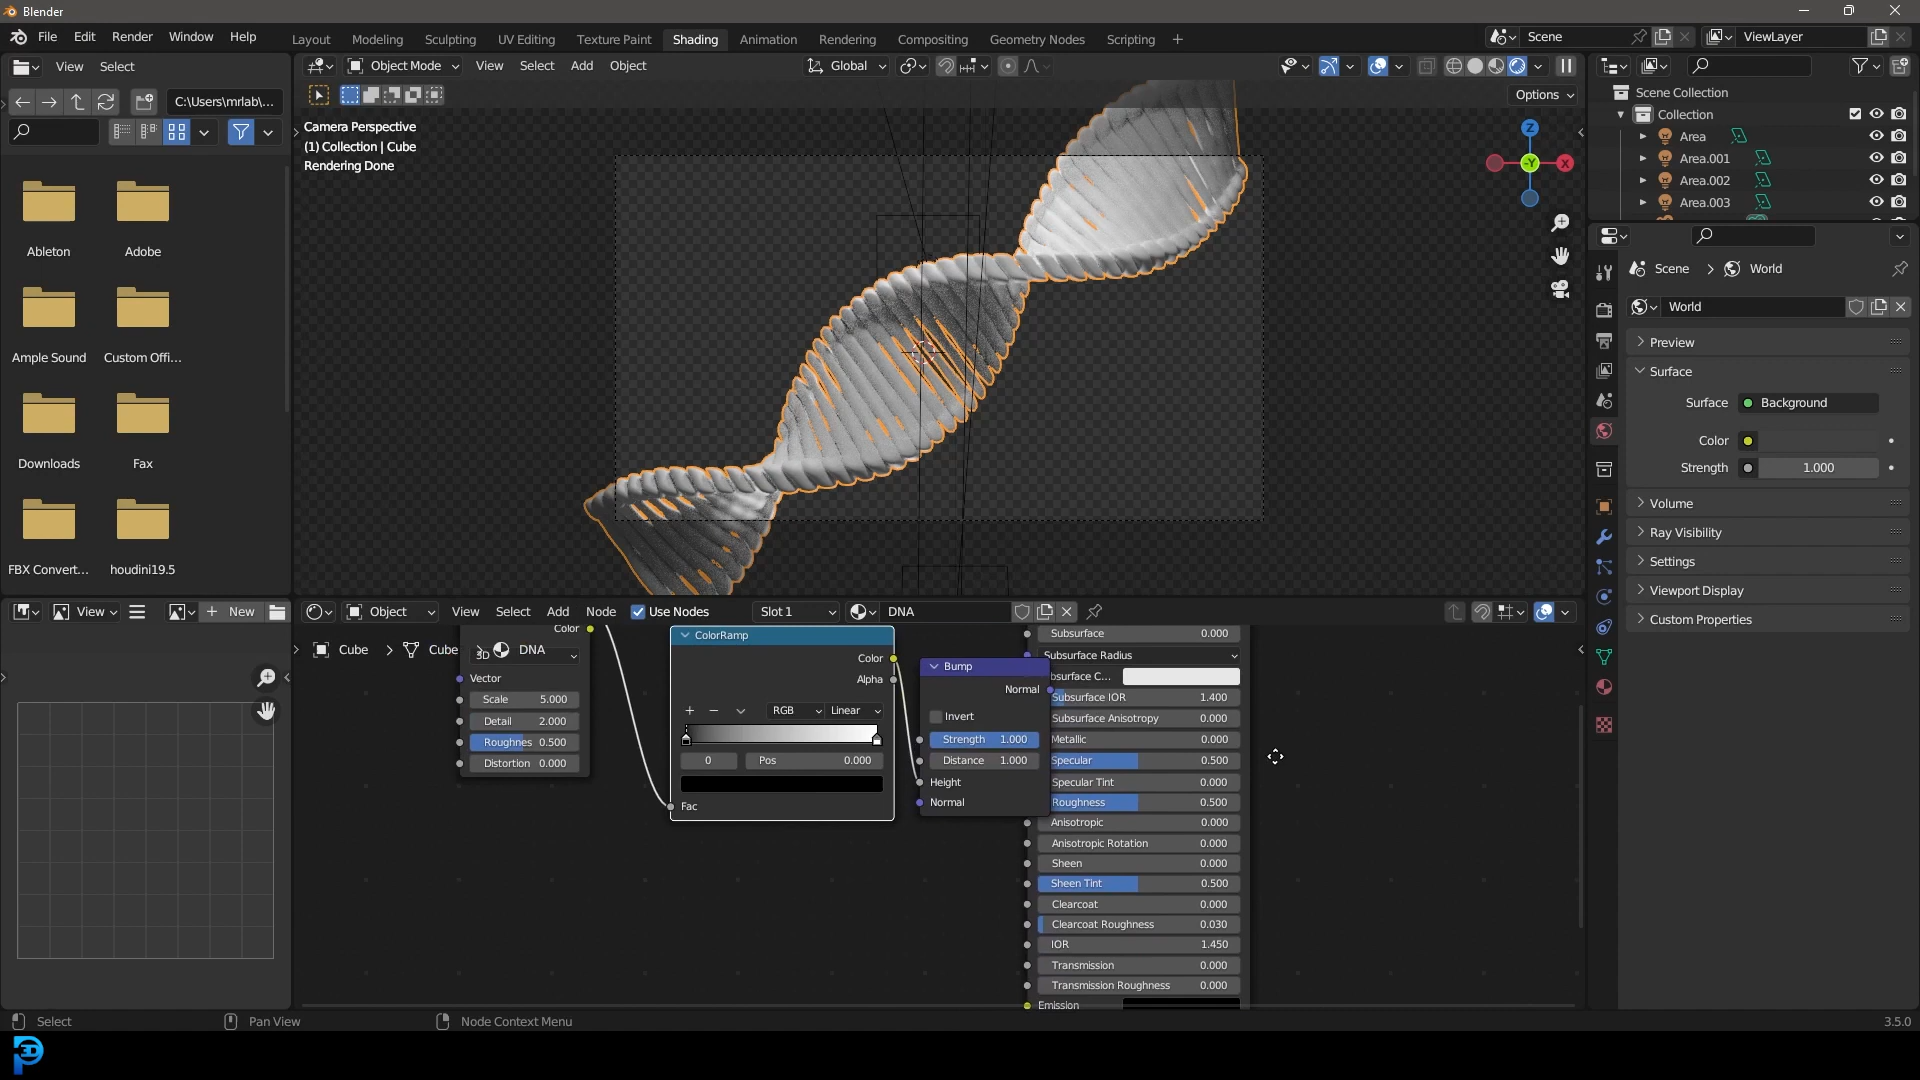 Blender
File Edit Render Window Help
Layout Modeling Sculpting UV Editing Texture Paint Shading Animation Rendering Compositing Geometry Nodes Scripting +
Scene
ViewLayer
View Select
Object Mode View Select Add Object
Global
C:\Users\mrlab\...
Options
Camera Perspective
(1) Collection | Cube
Rendering Done
Z
-Y
X
Scene Collection
Collection
Area
Area.001
Area.002
Area.003
Ableton
Adobe
Ample Sound
Custom Offi...
Downloads
Fax
FBX Convert...
houdini19.5
Scene > World
World
Preview
Surface
Surface Background
Color
Strength 1.000
Volume
Ray Visibility
Settings
Viewport Display
Custom Properties
View
+ New
Object View Select Add Node Use Nodes Slot 1 DNA
Cube > Cube > DNA
Color
3D
Vector
Scale 5.000
Detail 2.000
Roughnes 0.500
Distortion 0.000
ColorRamp
Color
Alpha
+ − RGB Linear
0 Pos 0.000
Fac
Bump
Normal
Invert
Strength 1.000
Distance 1.000
Height
Normal
Subsurface 0.000
Subsurface Radius
bsurface C...
Subsurface IOR 1.400
Subsurface Anisotropy 0.000
Metallic 0.000
Specular 0.500
Specular Tint 0.000
Roughness 0.500
Anisotropic 0.000
Anisotropic Rotation 0.000
Sheen 0.000
Sheen Tint 0.500
Clearcoat 0.000
Clearcoat Roughness 0.030
IOR 1.450
Transmission 0.000
Transmission Roughness 0.000
Emission
Select
Pan View
Node Context Menu
3.5.0